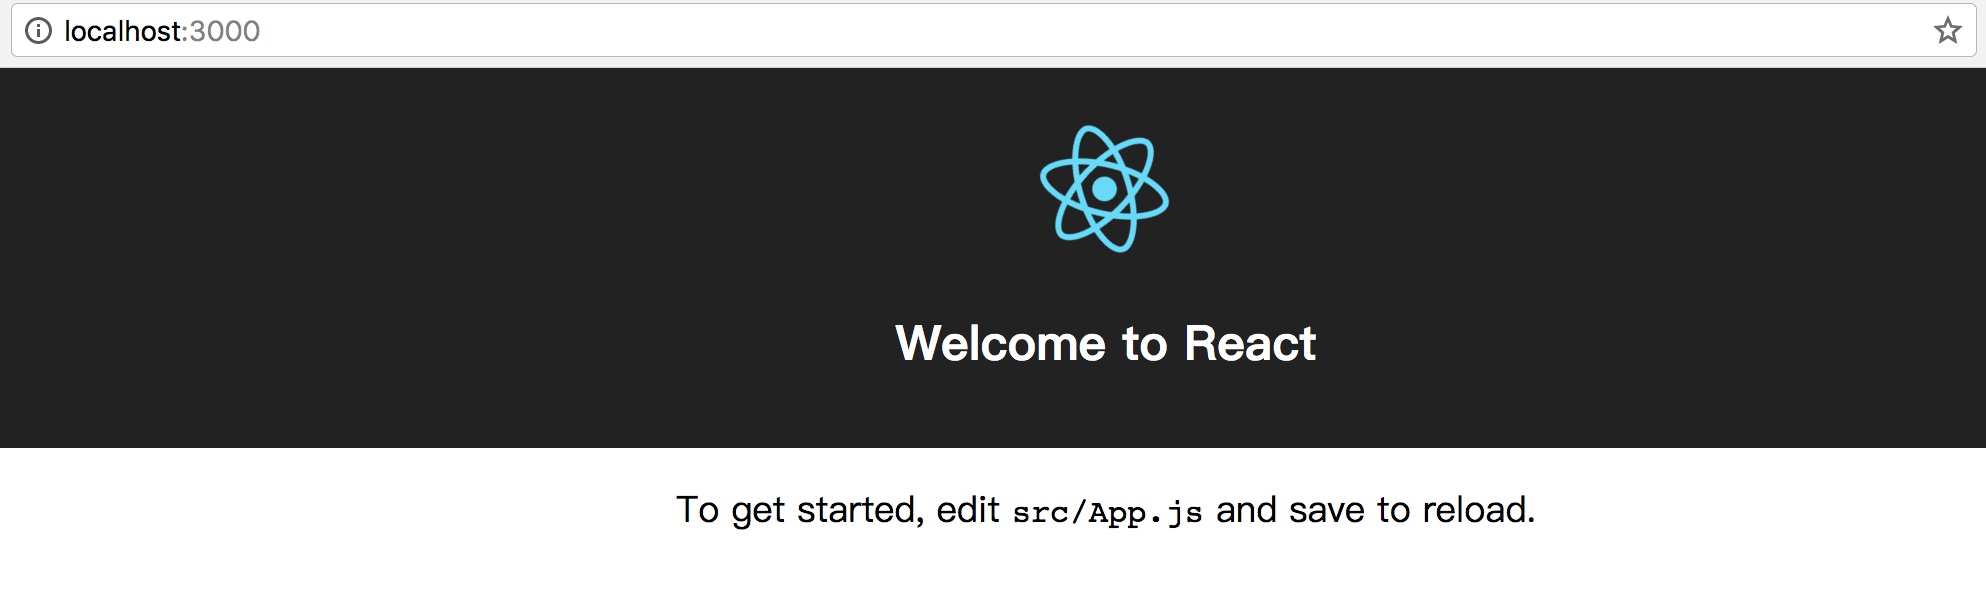 localhost:3000
Welcome to React
To get started, edit src/App.js and save to reload.